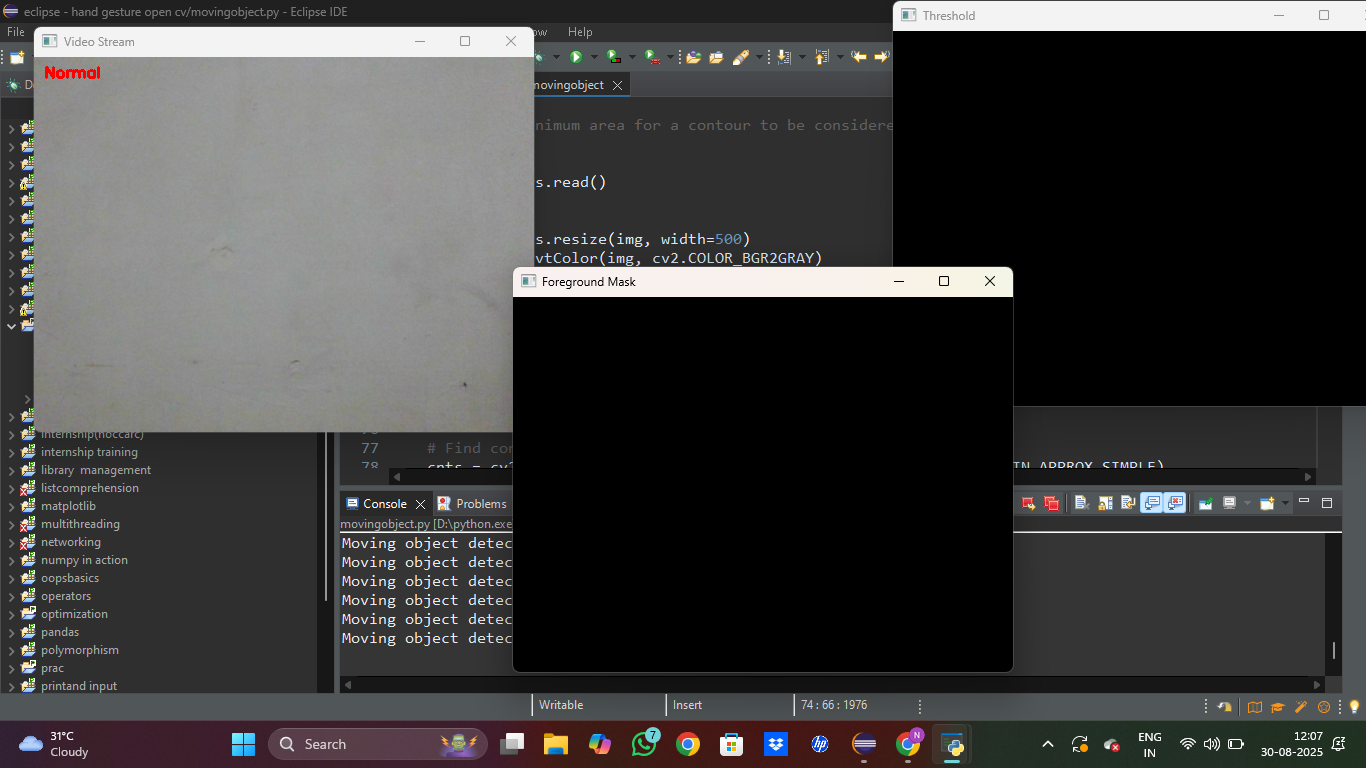 eclipse - hand gesture open cv/movingobject.py - Eclipse IDE
File
Help
Video Stream
Normal
Threshold
movingobject
nimum area for a contour to be considere
s.read()
s.resize(img, width=500)
vtColor(img, cv2.COLOR_BGR2GRAY)
Foreground Mask
77 # Find con
78
IN_APPROX_SIMPLE)
internship(noccarc)
internship training
library management
listcomprehension
matplotlib
multithreading
networking
numpy in action
oopsbasics
operators
optimization
pandas
polymorphism
prac
printand input
Console
Problems
movingobject.py [D:\python.exe
Moving object detec
Moving object detec
Moving object detec
Moving object detec
Moving object detec
Moving object detec
Writable
Insert
74 : 66 : 1976
31°C
Cloudy
Search
7
N
ENG
IN
12:07
30-08-2025